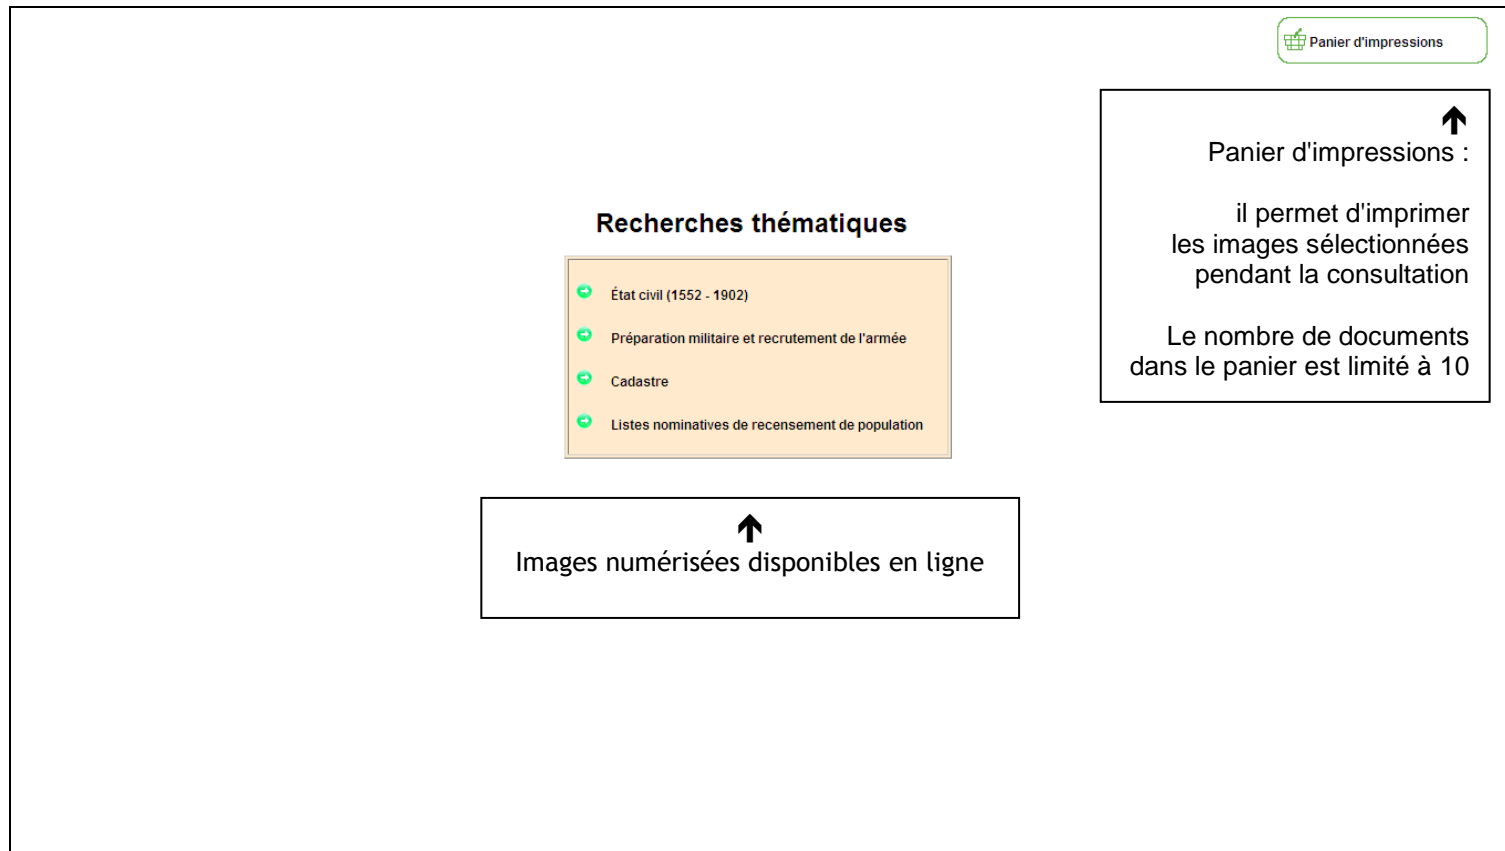 Panier d'impressions
Panier d'impressions :
il permet d'imprimer
les images sélectionnées
pendant la consultation
Le nombre de documents
dans le panier est limité à 10
Recherches thématiques
État civil (1552 - 1902)
Préparation militaire et recrutement de l'armée
Cadastre
Listes nominatives de recensement de population
Images numérisées disponibles en ligne